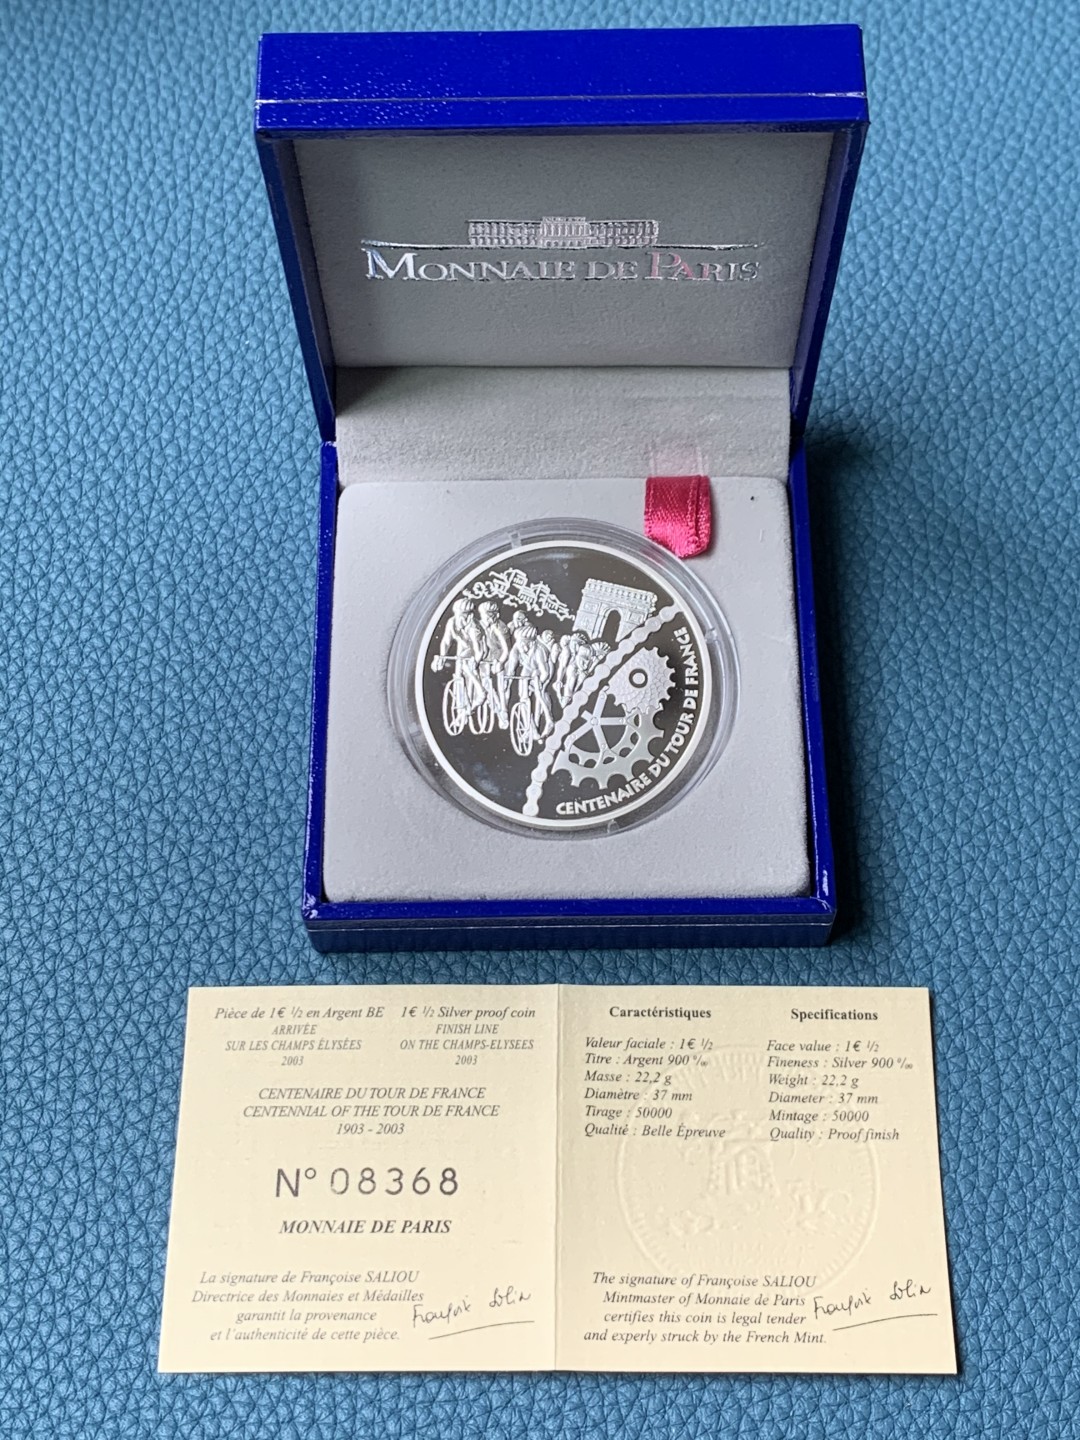 MONNAIE DE PARIS
CENTENAIRE DU TOUR DE FRANCE
Pièce de 1€ ½ en Argent BE
ARRIVÉE
SUR LES CHAMPS ÉLYSÉES
2003
1€ ½ Silver proof coin
FINISH LINE
ON THE CHAMPS-ELYSEES
2003
CENTENAIRE DU TOUR DE FRANCE
CENTENNIAL OF THE TOUR DE FRANCE
1903 - 2003
N° 08368
MONNAIE DE PARIS
La signature de Françoise SALIOU
Directrice des Monnaies et Médailles
garantit la provenance
et l'authenticité de cette pièce.
Caractéristiques
Valeur faciale : 1€ ½
Titre : Argent 900 ‰
Masse : 22,2 g
Diamètre : 37 mm
Tirage : 50000
Qualité : Belle Épreuve
Specifications
Face value : 1€ ½
Fineness : Silver 900 ‰
Weight : 22,2 g
Diameter : 37 mm
Mintage : 50000
Quality : Proof finish
The signature of Françoise SALIOU
Mintmaster of Monnaie de Paris
certifies this coin is legal tender
and experly struck by the French Mint.